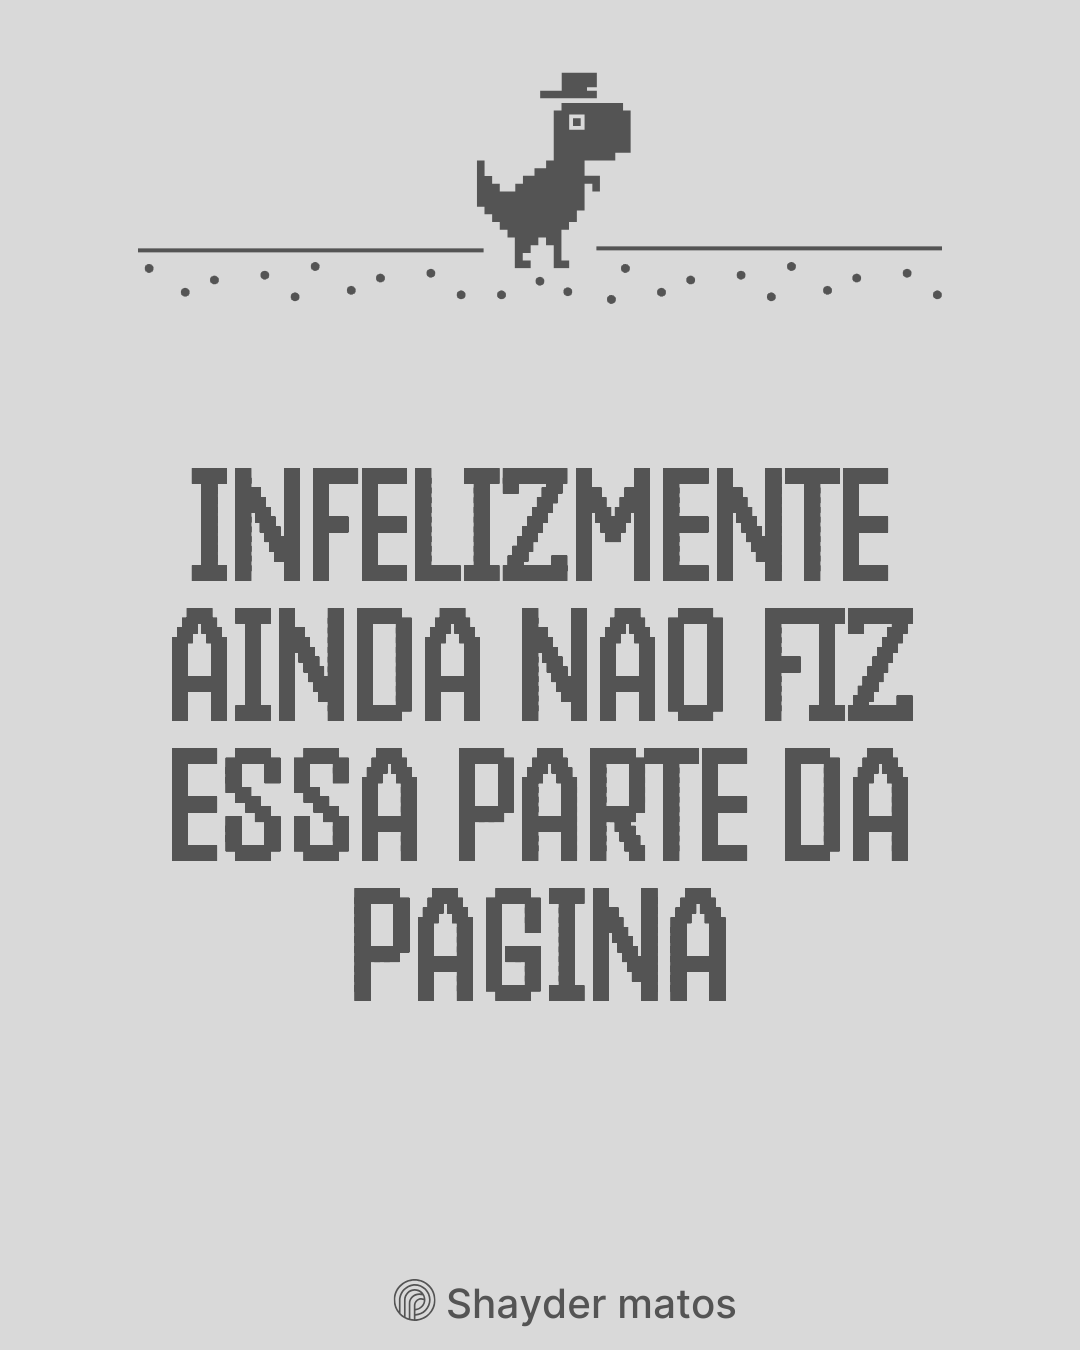 INFELIZMENTE
AINDA NAO FIZ
ESSA PARTE DA
PAGINA
Shayder matos